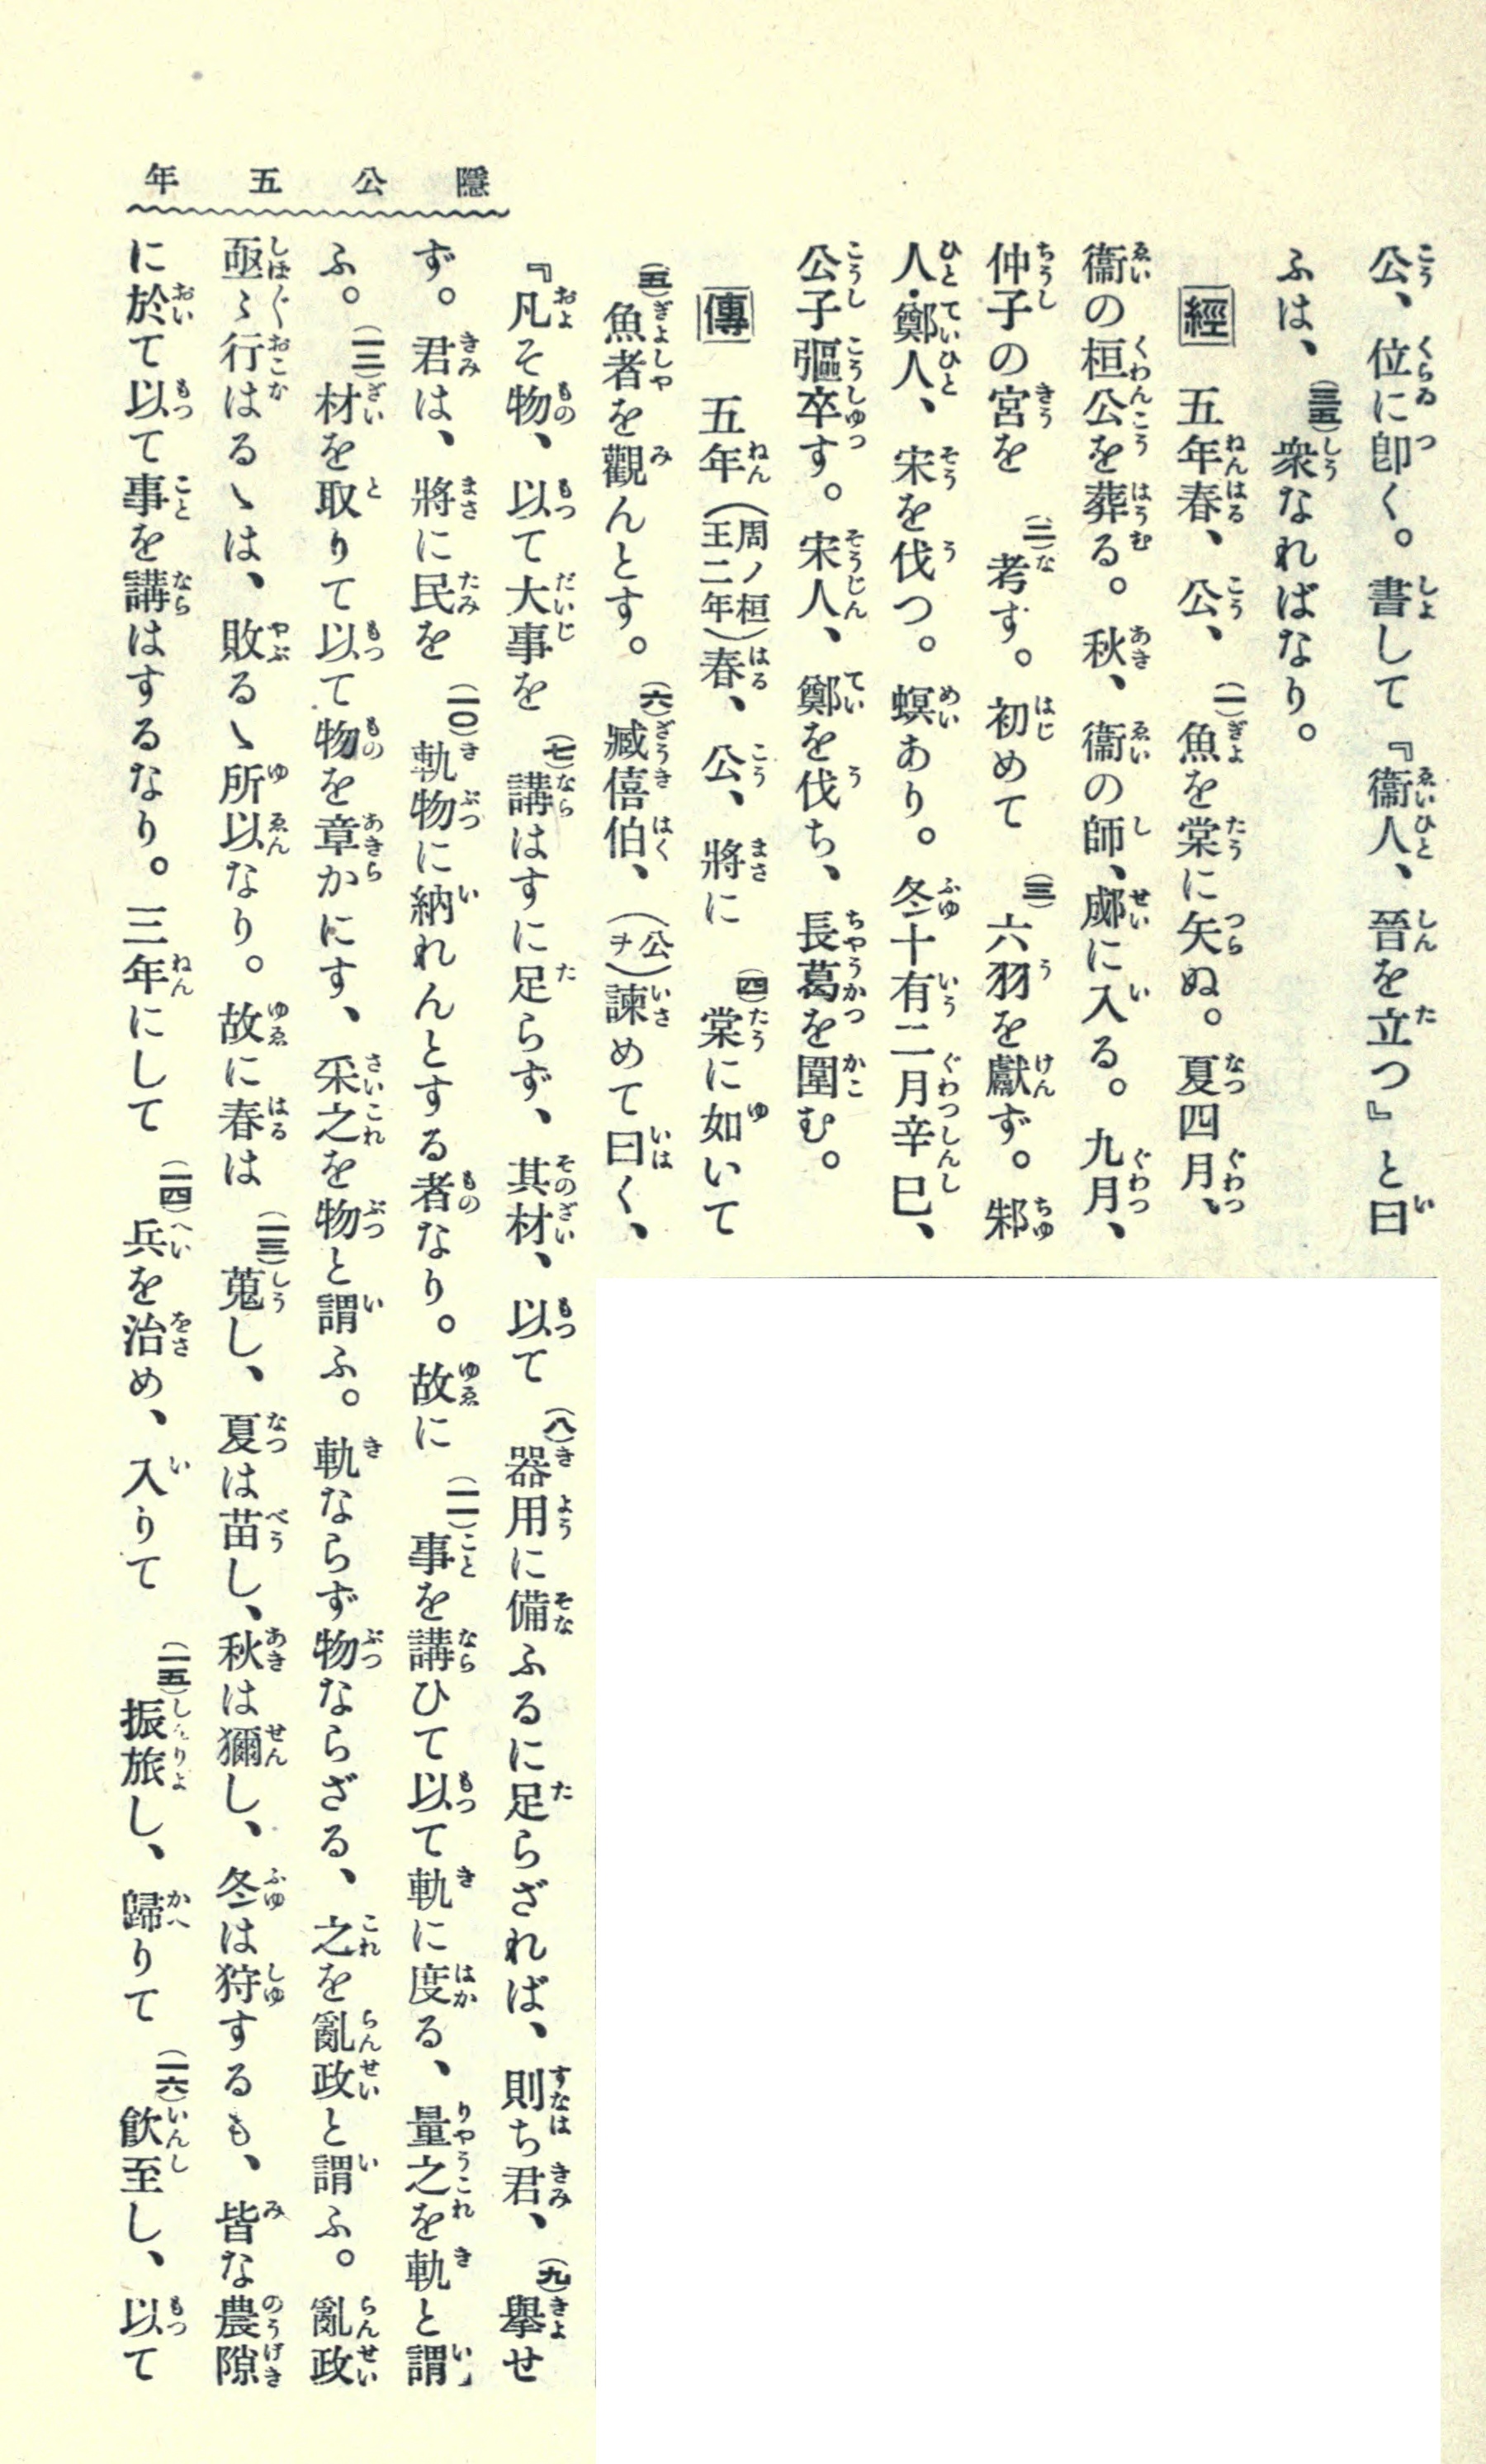 隱公五年
公、位に卽く。書して『衞人、晉を立つ』と曰
ふは、(三五)衆なればなり。
經 五年春、公、(一)魚を棠に矢ぬ。夏四月、
衞の桓公を葬る。秋、衞の師、郕に入る。九月、
仲子の宮を(二)考す。初めて(三)六羽を獻ず。邾
人・鄭人、宋を伐つ。螟あり。冬十有二月辛巳、
公子彄卒す。宋人、鄭を伐ち、長葛を圍む。
傳 五年(周ノ桓王二年)春、公、將に(四)棠に如いて
(五)魚者を觀んとす。(六)臧僖伯、(公ヲ)諫めて曰く、
『凡そ物、以て大事を(七)講はすに足らず、其材、以て(八)器用に備ふるに足らざれば、則ち君、(九)擧せ
ず。君は、將に民を(一〇)軌物に納れんとする者なり。故に(一一)事を講ひて以て軌に度る、量之を軌と謂
ふ。(一二)材を取りて以て物を章かにす、采之を物と謂ふ。軌ならず物ならざる、之を亂政と謂ふ。亂政
亟〻行はるゝは、敗るゝ所以なり。故に春は(一三)蒐し、夏は苗し、秋は獮し、冬は狩するも、皆な農隙
に於て以て事を講はするなり。三年にして(一四)兵を治め、入りて(一五)振旅し、歸りて(一六)飮至し、以て